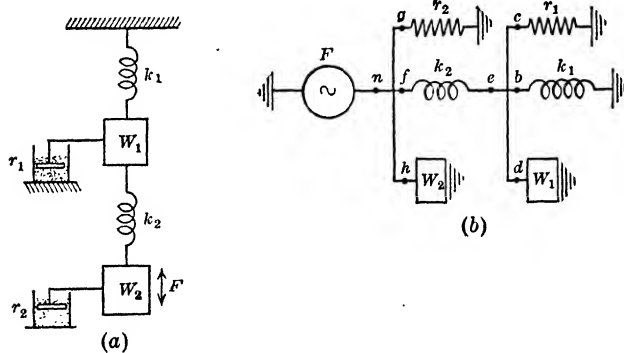 k₁
W₁
r₁
k₂
W₂
F
r₂
(a)
g
r₂
c
r₁
F
n
f
k₂
e
b
k₁
h
W₂
d
W₁
(b)